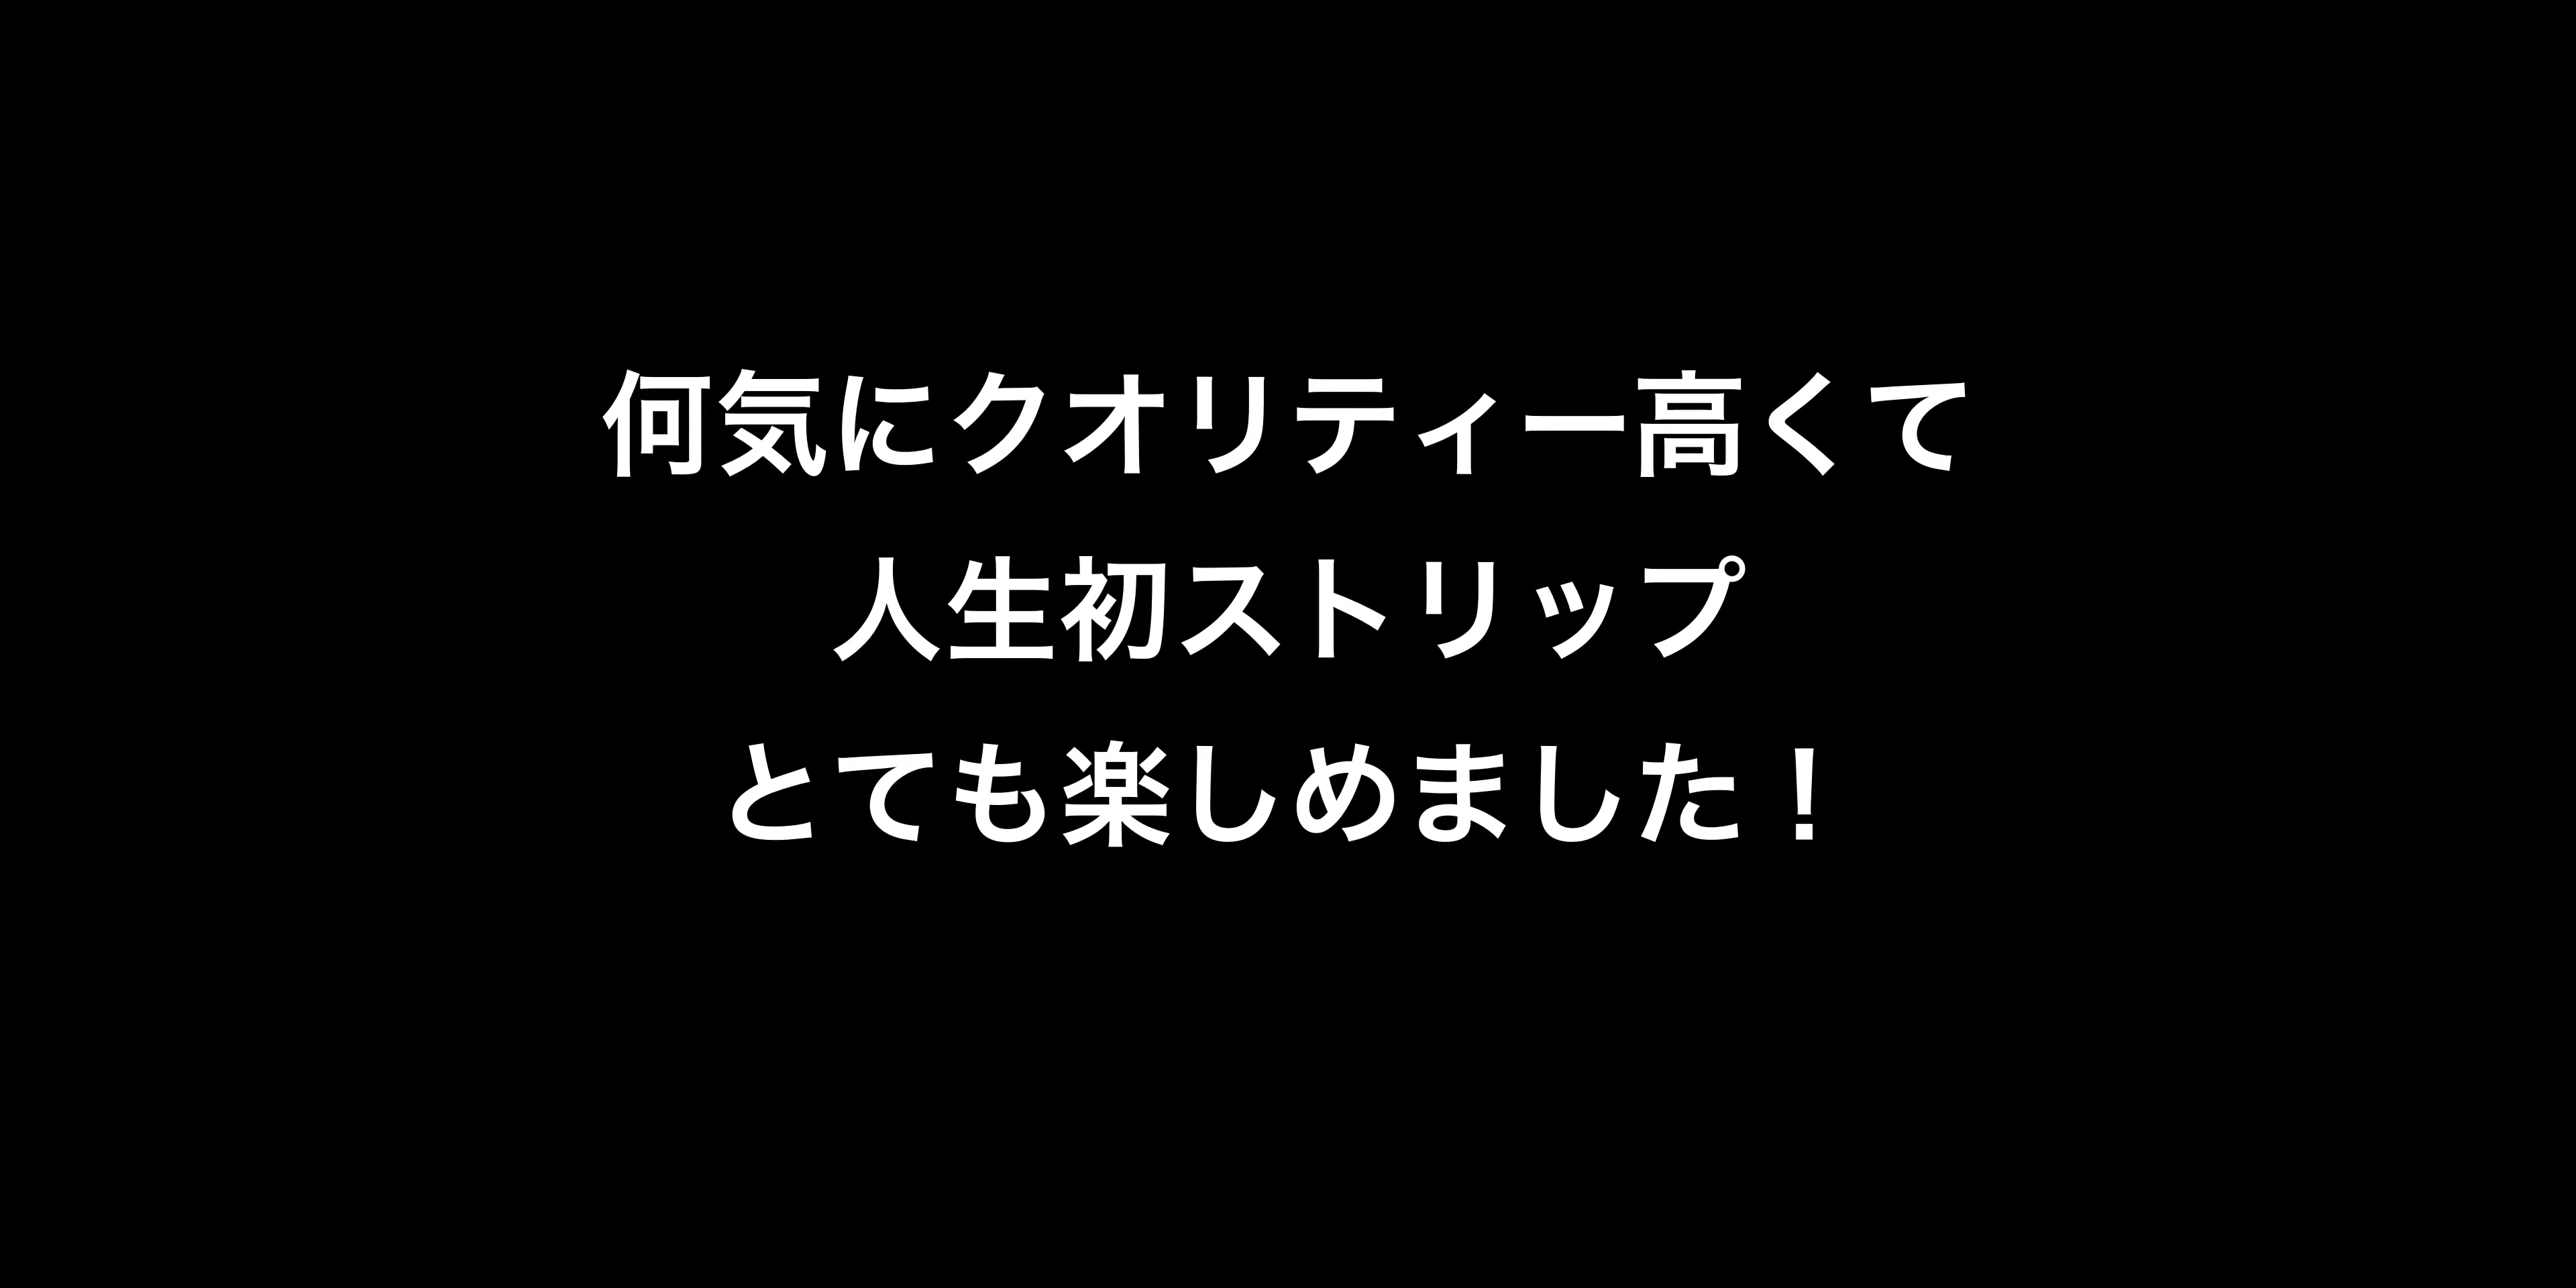 何気にクオリティー高くて
人生初ストリップ
とても楽しめました！